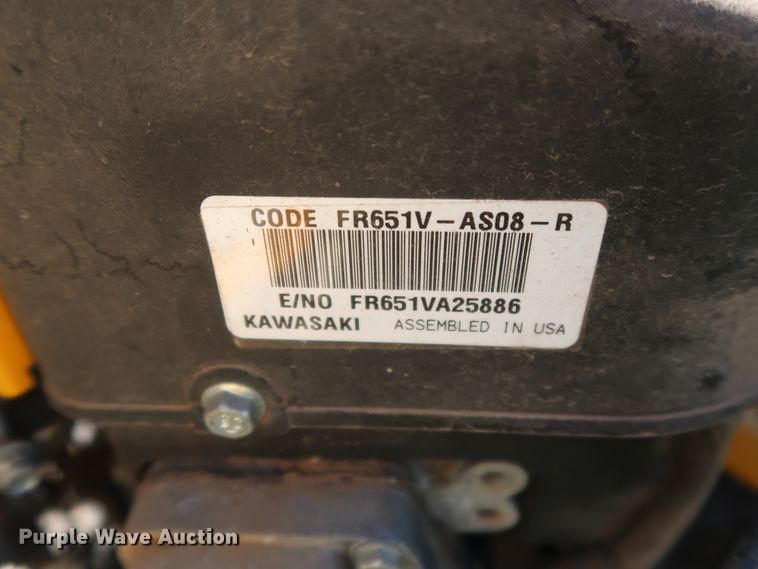 CODE FR651V-AS08-R
E/NO FR651VA25886
KAWASAKI ASSEMBLED IN USA
Purple Wave Auction